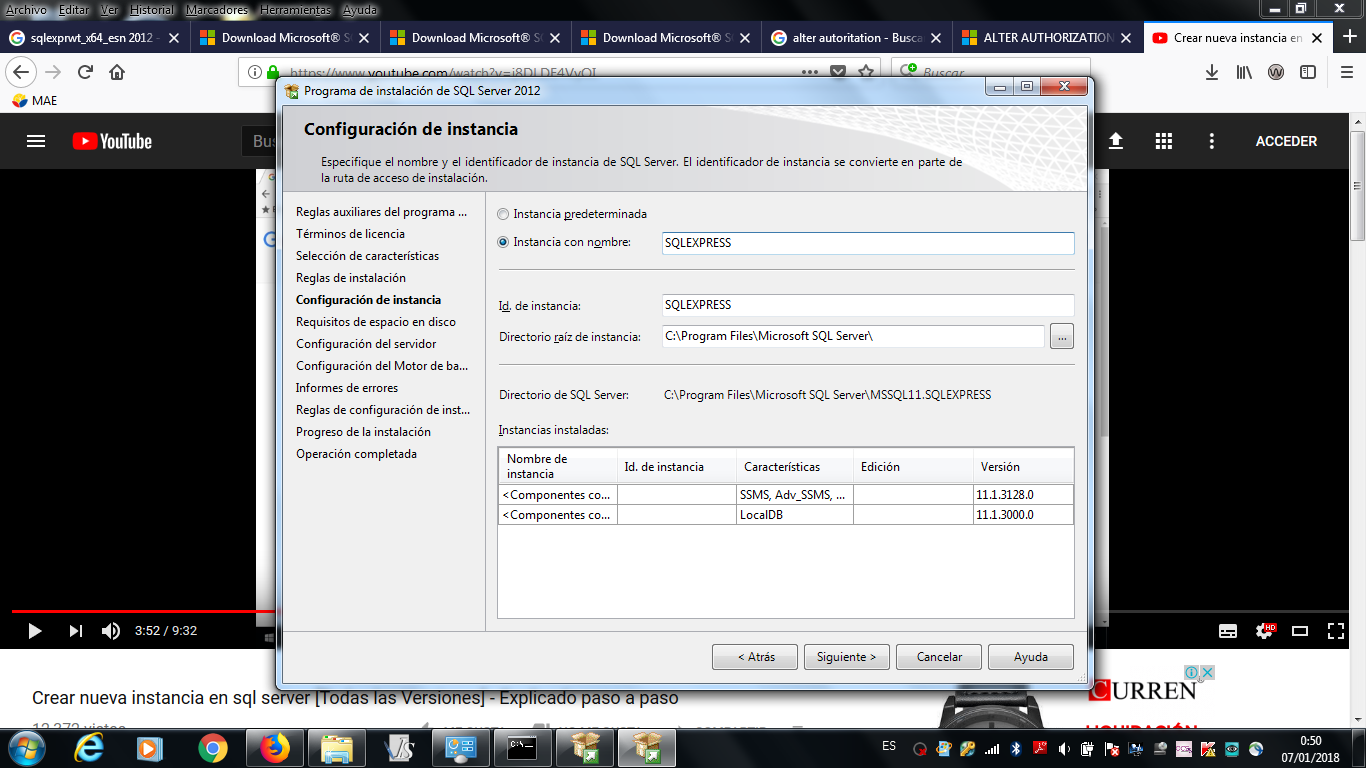 Archivo Editar Ver Historial Marcadores Herramientas Ayuda
sqlexprwt_x64_esn 2012 -
Download Microsoft® S
Download Microsoft® S
Download Microsoft® S
alter autoritation - Busca
ALTER AUTHORIZATION
Crear nueva instancia en
Buscar
MAE
YouTube
Bus
ACCEDER
Programa de instalación de SQL Server 2012
Configuración de instancia
Especifique el nombre y el identificador de instancia de SQL Server. El identificador de instancia se convierte en parte de
la ruta de acceso de instalación.
Reglas auxiliares del programa ...
Términos de licencia
Selección de características
Reglas de instalación
Configuración de instancia
Requisitos de espacio en disco
Configuración del servidor
Configuración del Motor de ba...
Informes de errores
Reglas de configuración de inst...
Progreso de la instalación
Operación completada
Instancia predeterminada
Instancia con nombre: SQLEXPRESS
Id. de instancia: SQLEXPRESS
Directorio raíz de instancia: C:\Program Files\Microsoft SQL Server\ ...
Directorio de SQL Server: C:\Program Files\Microsoft SQL Server\MSSQL11.SQLEXPRESS
Instancias instaladas:
Nombre de instancia Id. de instancia Características Edición Versión
<Componentes co... SSMS, Adv_SSMS, ... 11.1.3128.0
<Componentes co... LocalDB 11.1.3000.0
< Atrás Siguiente > Cancelar Ayuda
3:52 / 9:32
HD
Crear nueva instancia en sql server [Todas las Versiones] - Explicado paso a paso
CURREN
LIQUIDACIÓN
ES
0:50
07/01/2018